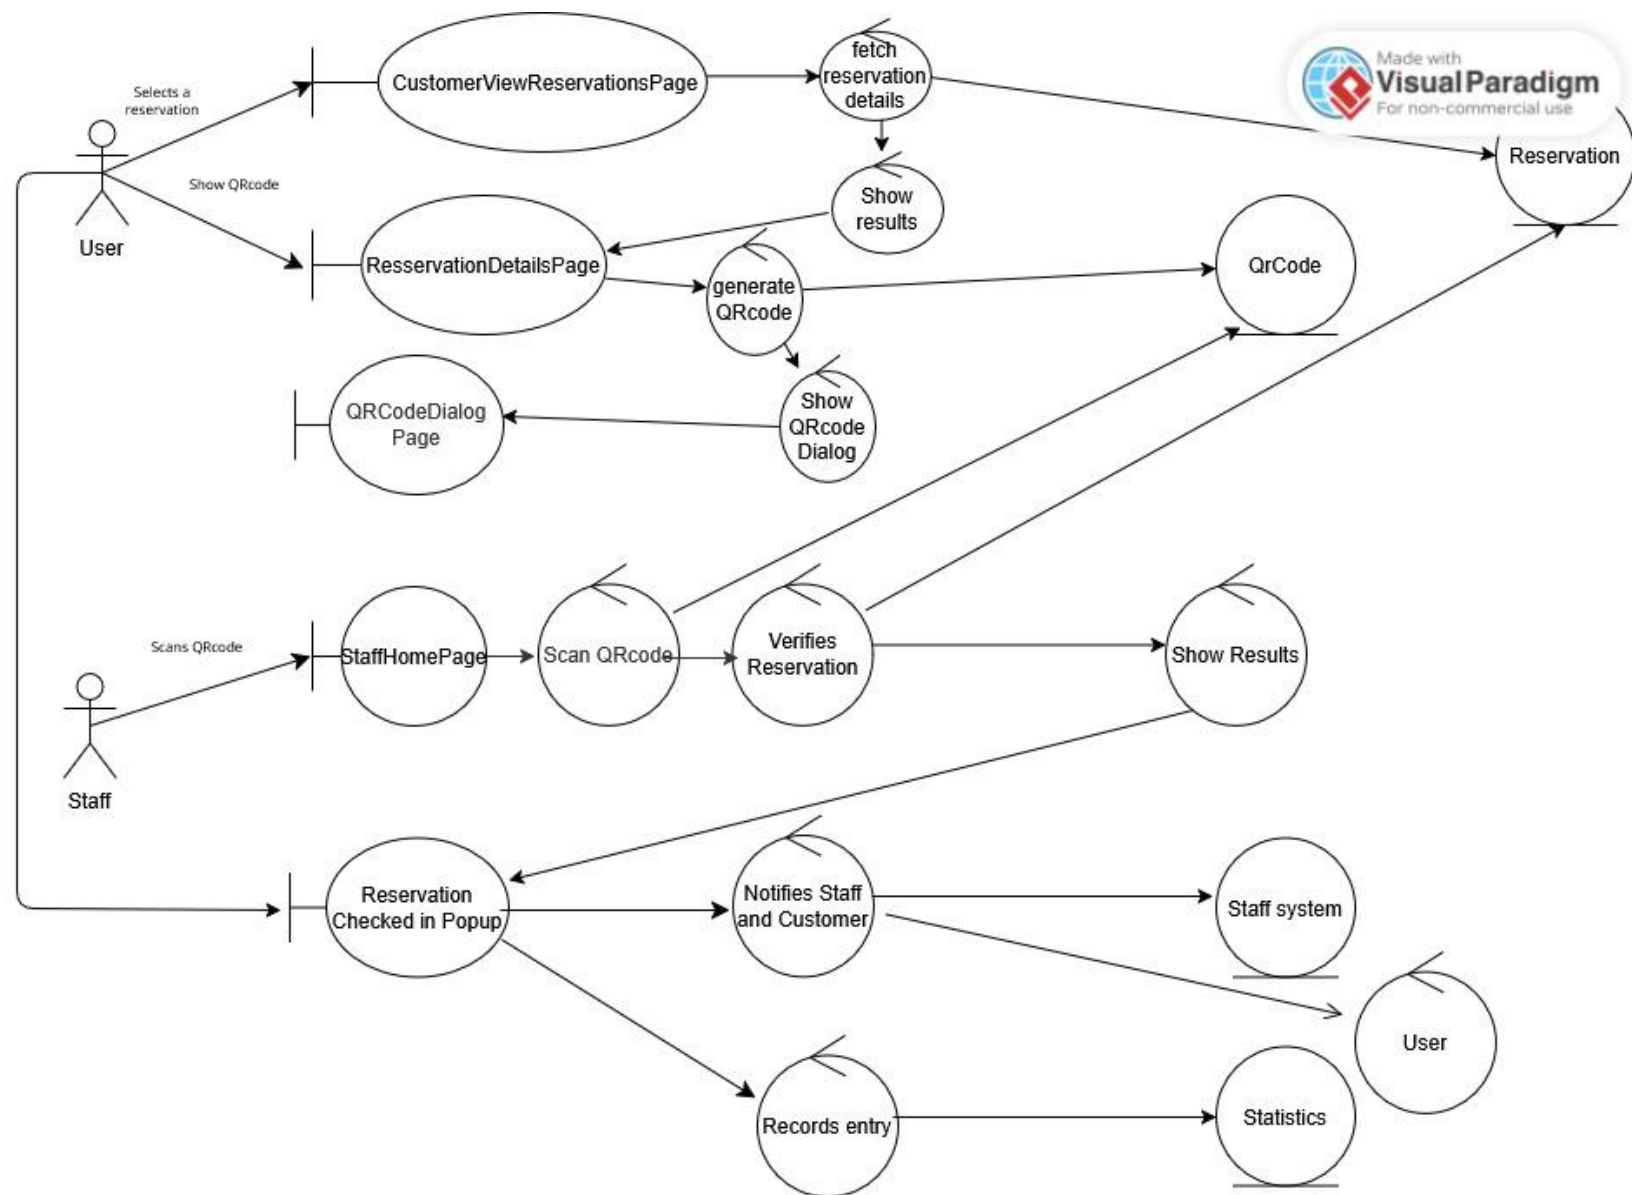 Made with
Visual Paradigm
For non-commercial use
fetch
reservation
details
CustomerViewReservationsPage
Selects a
reservation
Reservation
Show QRcode
Show
results
User
ResservationDetailsPage
generate
QRcode
QrCode
QRCodeDialog
Page
Show
QRcode
Dialog
Scans QRcode
StaffHomePage
Scan QRcode
Verifies
Reservation
Show Results
Staff
Reservation
Checked in Popup
Notifies Staff
and Customer
Staff system
User
Records entry
Statistics